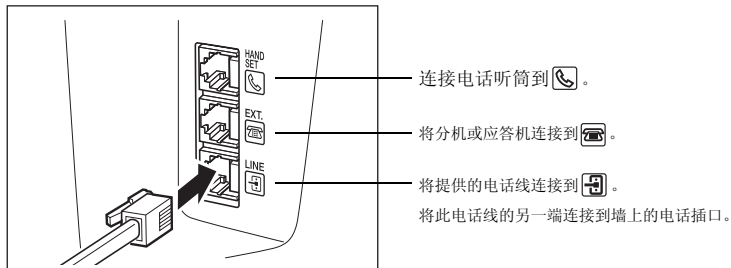 HAND
SET
连接电话听筒到。
EXT.
将分机或应答机连接到。
LINE
将提供的电话线连接到。
将此电话线的另一端连接到墙上的电话插口。